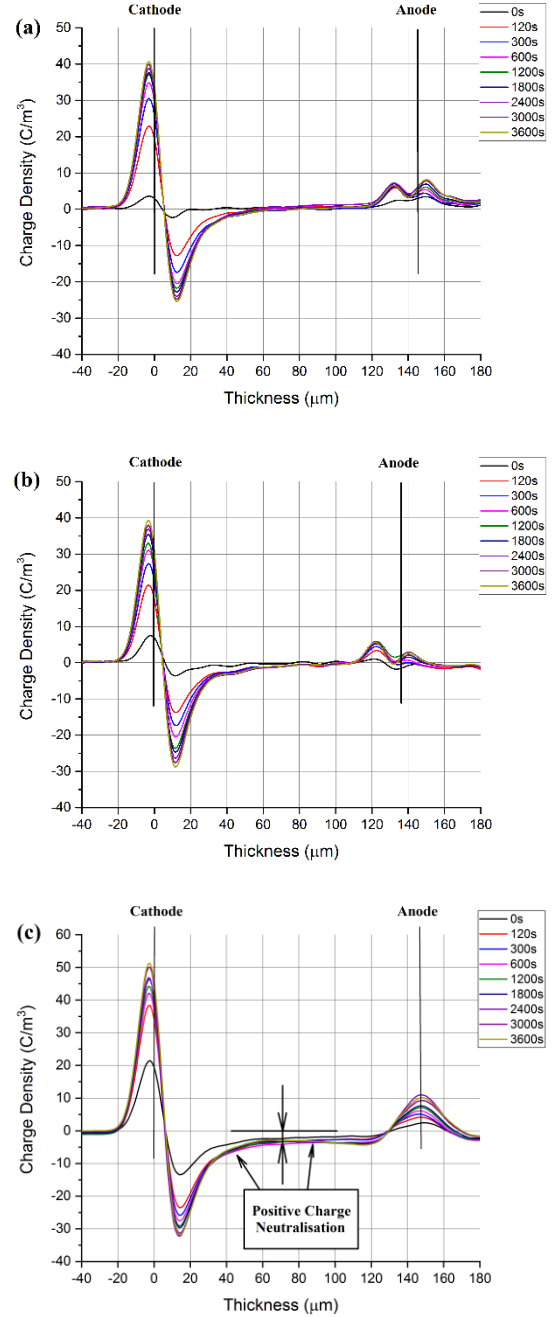 (a)
Cathode
Anode
50
40
30
20
10
0
-10
-20
-30
-40
Charge Density (C/m³)
-40 -20 0 20 40 60 80 100 120 140 160 180
Thickness (μm)
0s
120s
300s
600s
1200s
1800s
2400s
3000s
3600s
(b)
Cathode
Anode
50
40
30
20
10
0
-10
-20
-30
-40
Charge Density (C/m³)
-40 -20 0 20 40 60 80 100 120 140 160 180
Thickness (μm)
0s
120s
300s
600s
1200s
1800s
2400s
3000s
3600s
(c)
Cathode
Anode
60
50
40
30
20
10
0
-10
-20
-30
-40
Charge Density (C/m³)
-40 -20 0 20 40 60 80 100 120 140 160 180
Thickness (μm)
0s
120s
300s
600s
1200s
1800s
2400s
3000s
3600s
Positive Charge
Neutralisation